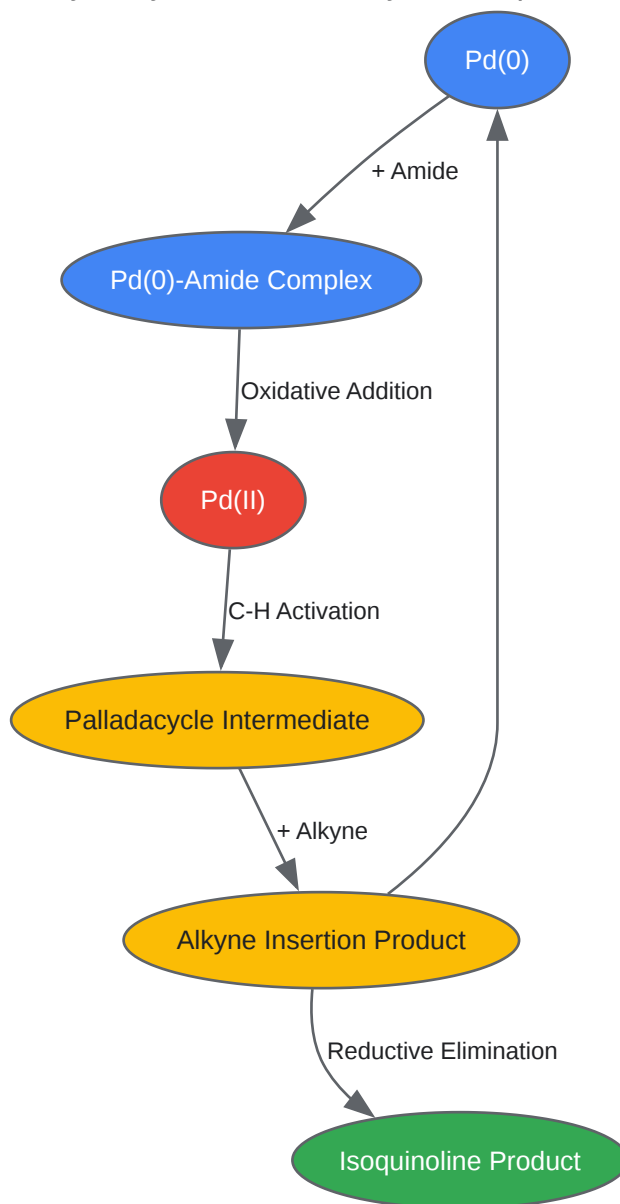 Pd(0)
+ Amide
Pd(0)-Amide Complex
Oxidative Addition
Pd(II)
C-H Activation
Palladacycle Intermediate
+ Alkyne
Alkyne Insertion Product
Reductive Elimination
Isoquinoline Product